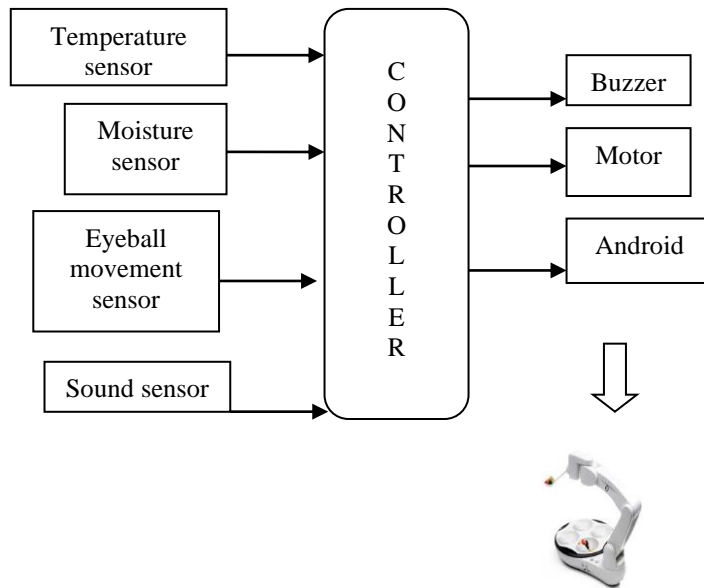 Temperature
sensor
Moisture
sensor
Eyeball
movement
sensor
Sound sensor
C
O
N
T
R
O
L
L
E
R
Buzzer
Motor
Android